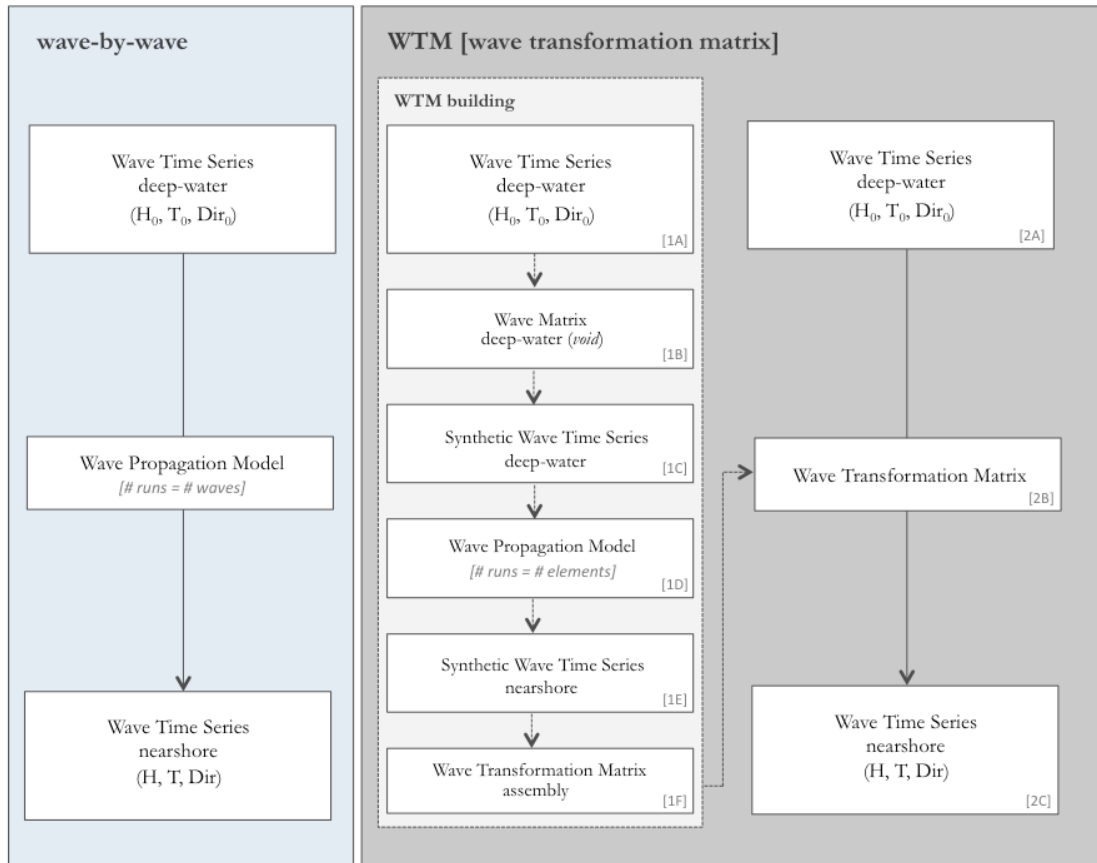 wave-by-wave
Wave Time Series
deep-water
(H₀, T₀, Dir₀)
Wave Propagation Model
[# runs = # waves]
Wave Time Series
nearshore
(H, T, Dir)
WTM [wave transformation matrix]
WTM building
Wave Time Series
deep-water
(H₀, T₀, Dir₀)
[1A]
Wave Matrix
deep-water (void)
[1B]
Synthetic Wave Time Series
deep-water
[1C]
Wave Propagation Model
[# runs = # elements]
[1D]
Synthetic Wave Time Series
nearshore
[1E]
Wave Transformation Matrix
assembly
[1F]
Wave Time Series
deep-water
(H₀, T₀, Dir₀)
[2A]
Wave Transformation Matrix
[2B]
Wave Time Series
nearshore
(H, T, Dir)
[2C]